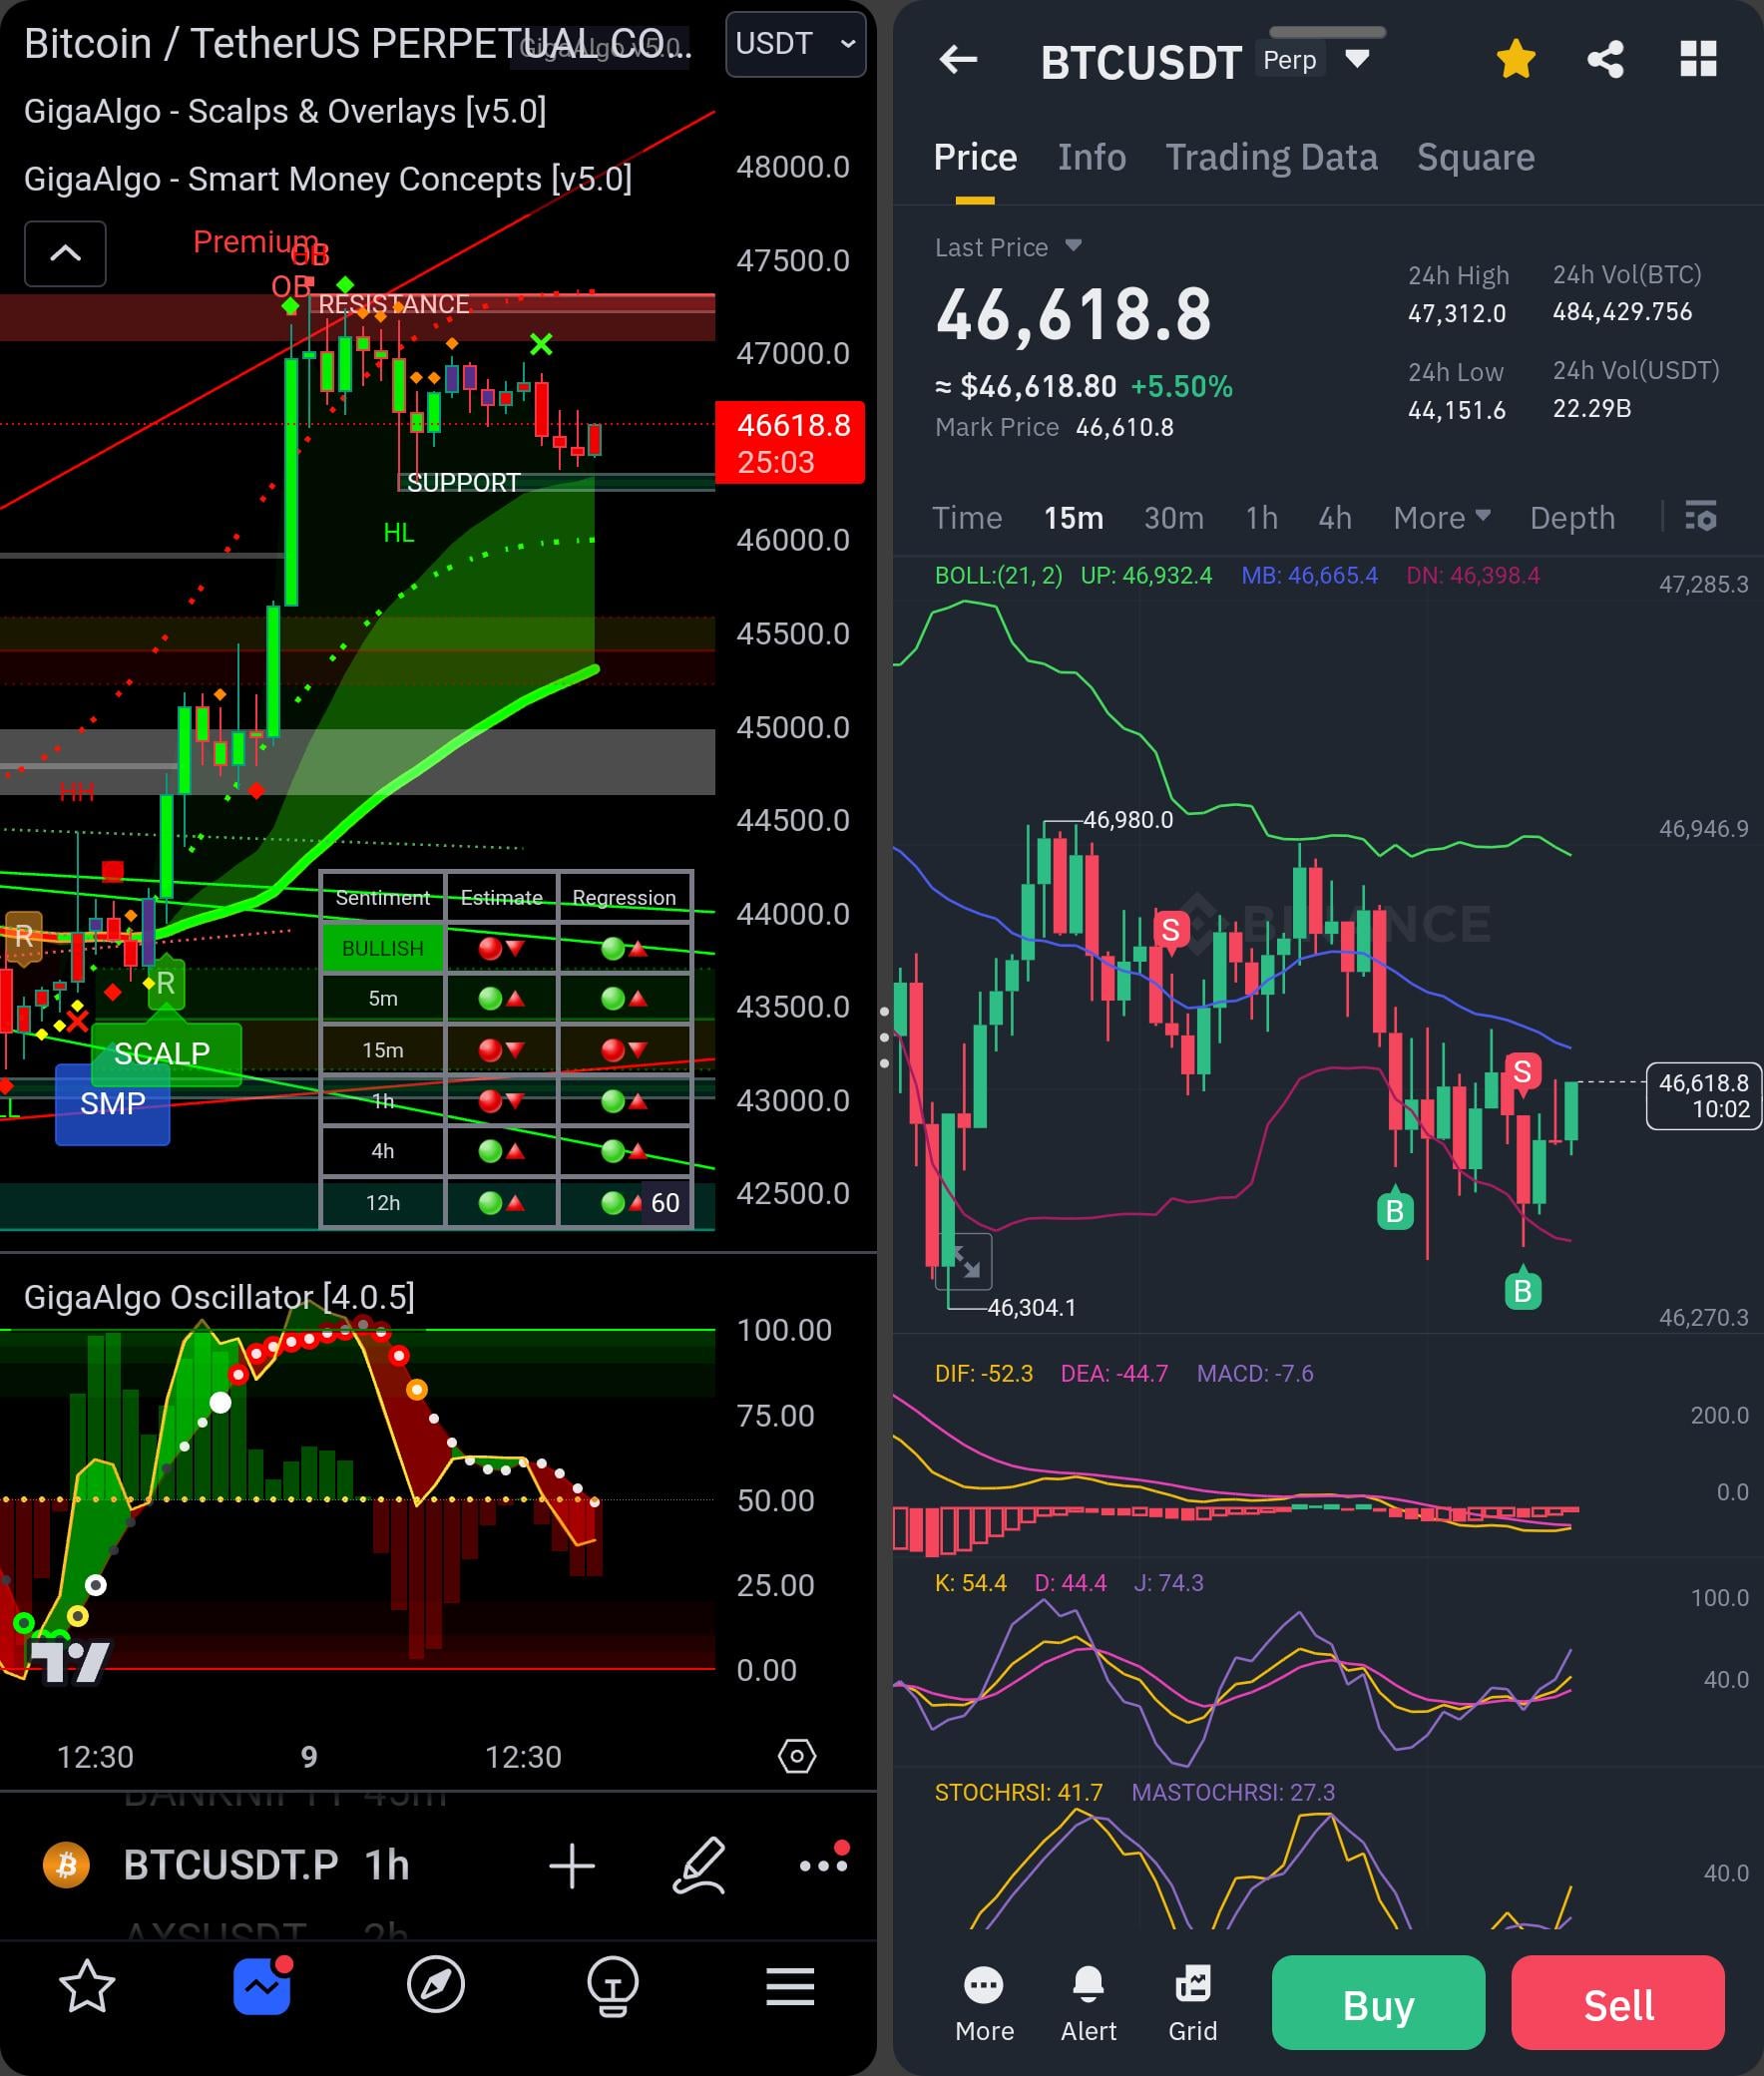 Bitcoin / TetherUS PERPETUAL CO...
GigaAlgo v5.0
USDT
GigaAlgo - Scalps & Overlays [v5.0]
GigaAlgo - Smart Money Concepts [v5.0]
48000.0
Premium
OB
OB
47500.0
RESISTANCE
47000.0
46618.8
25:03
SUPPORT
HL
46000.0
45500.0
45000.0
HH
44500.0
44000.0
R
R
43500.0
SCALP
SMP
43000.0
42500.0
Sentiment Estimate Regression
BULLISH
5m
15m
1h
4h
12h
60
GigaAlgo Oscillator [4.0.5]
100.00
75.00
50.00
25.00
0.00
12:30 9 12:30
BANKNIFTY 45m
BTCUSDT.P 1h
AXSUSDT 2h
BTCUSDT Perp
Price Info Trading Data Square
Last Price
46,618.8
≈ $46,618.80 +5.50%
Mark Price 46,610.8
24h High
47,312.0
24h Vol(BTC)
484,429.756
24h Low
44,151.6
24h Vol(USDT)
22.29B
Time 15m 30m 1h 4h More Depth
BOLL:(21, 2) UP: 46,932.4 MB: 46,665.4 DN: 46,398.4
47,285.3
46,980.0
46,946.9
BINANCE
S
S
46,618.8
10:02
B
B
46,304.1
46,270.3
DIF: -52.3 DEA: -44.7 MACD: -7.6
200.0
0.0
K: 54.4 D: 44.4 J: 74.3
100.0
40.0
STOCHRSI: 41.7 MASTOCHRSI: 27.3
40.0
More Alert Grid
Buy
Sell